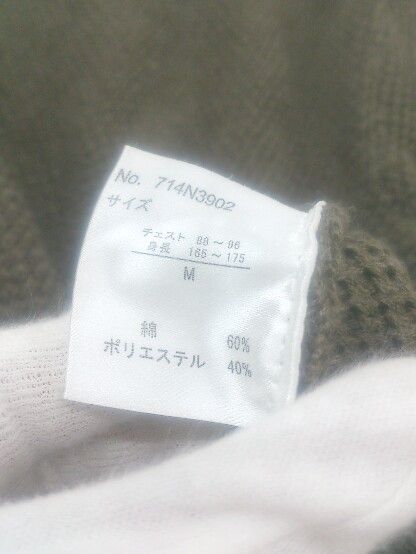 No. 714N3902
サイズ
チェスト 88～96
身長 165～175
M
綿 60%
ポリエステル 40%